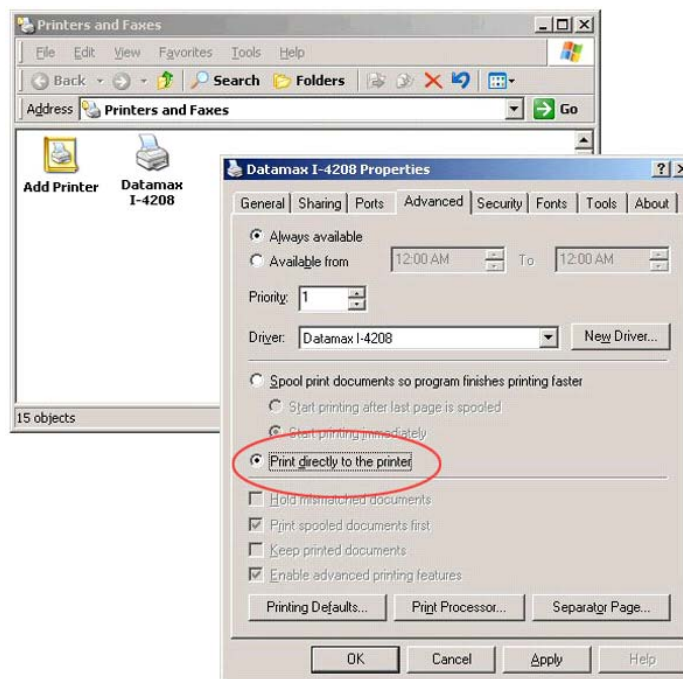 Printers and Faxes
File Edit View Favorites Tools Help
Back Search Folders
Address Printers and Faxes Go
Add Printer
Datamax
I-4208
15 objects
Datamax I-4208 Properties
General Sharing Ports Advanced Security Fonts Tools About
Always available
Available from 12:00 AM To 12:00 AM
Priority: 1
Driver: Datamax I-4208 New Driver...
Spool print documents so program finishes printing faster
Start printing after last page is spooled
Start printing immediately
Print directly to the printer
Hold mismatched documents
Print spooled documents first
Keep printed documents
Enable advanced printing features
Printing Defaults... Print Processor... Separator Page...
OK Cancel Apply Help